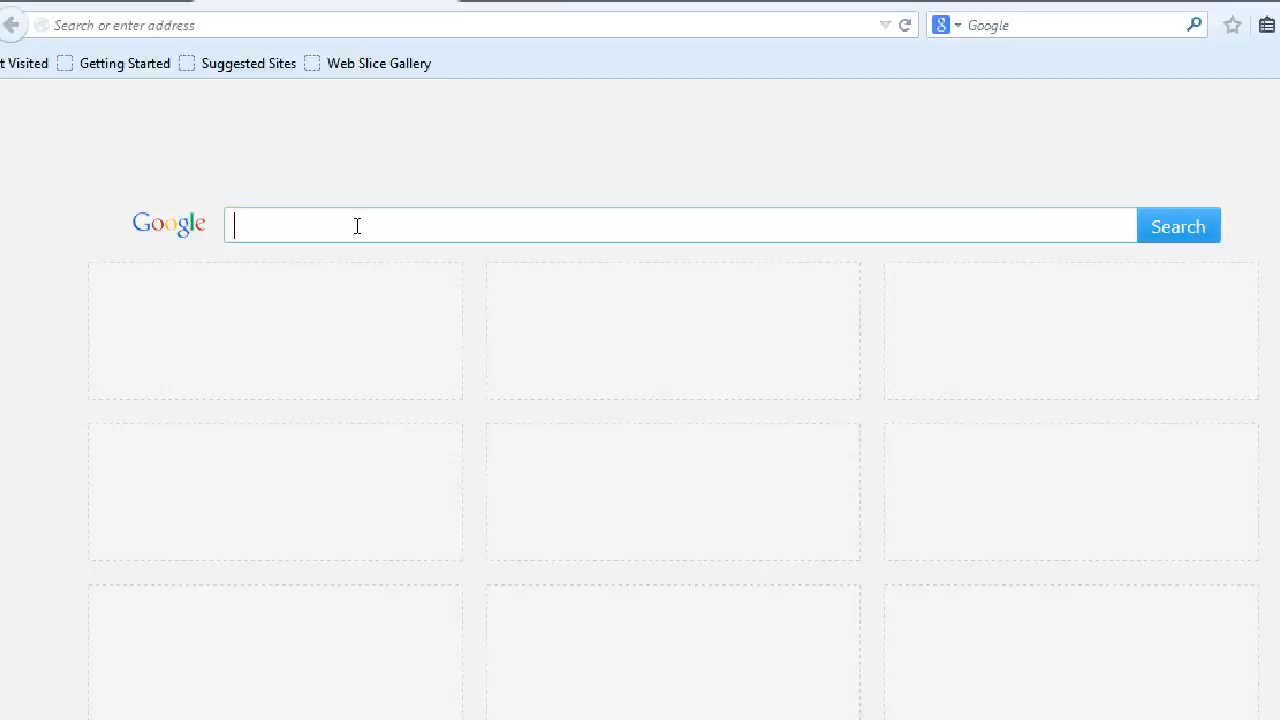 Search or enter address
Google
t Visited
Getting Started
Suggested Sites
Web Slice Gallery
Google
Search